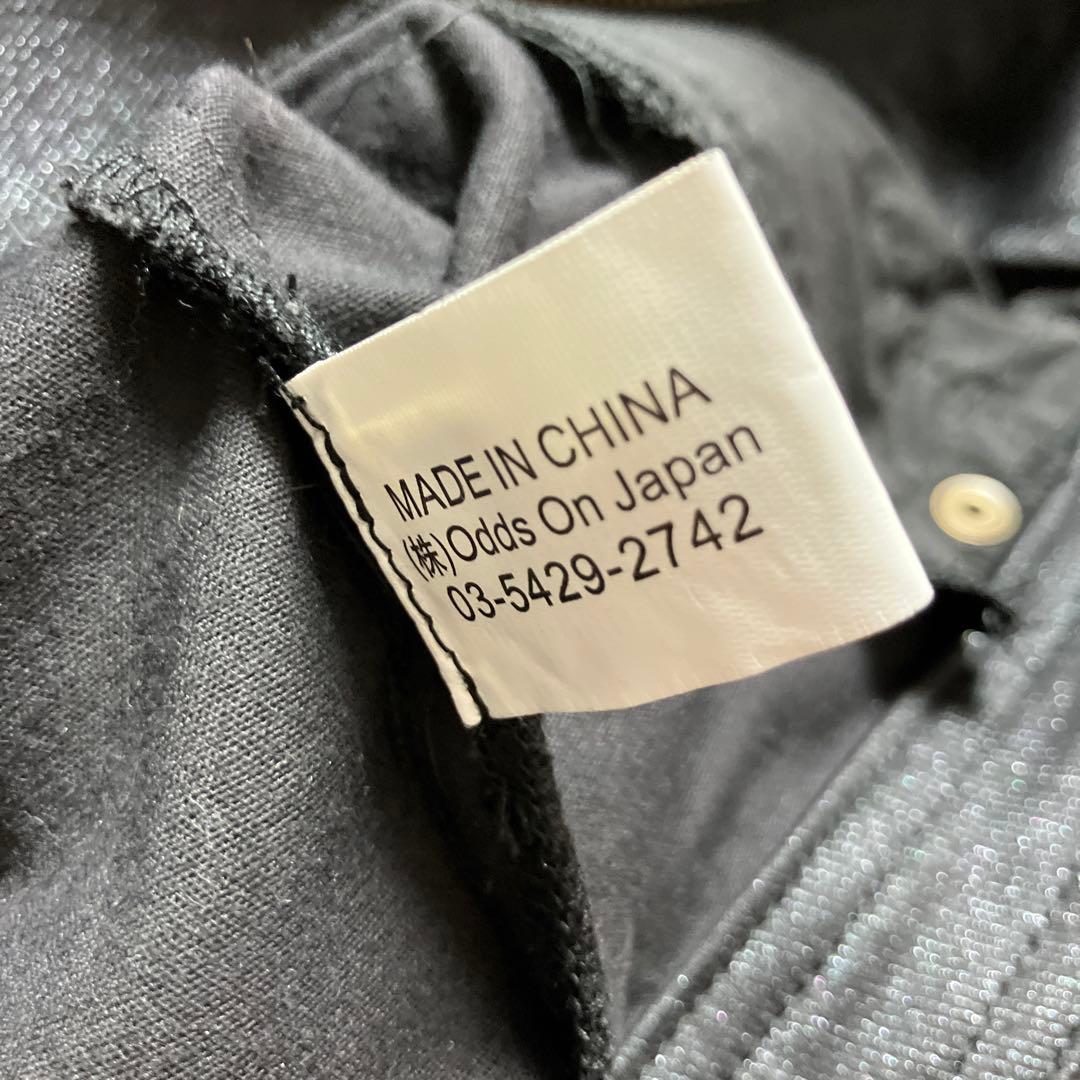 MADE IN CHINA
(株)Odds On Japan
03-5429-2742